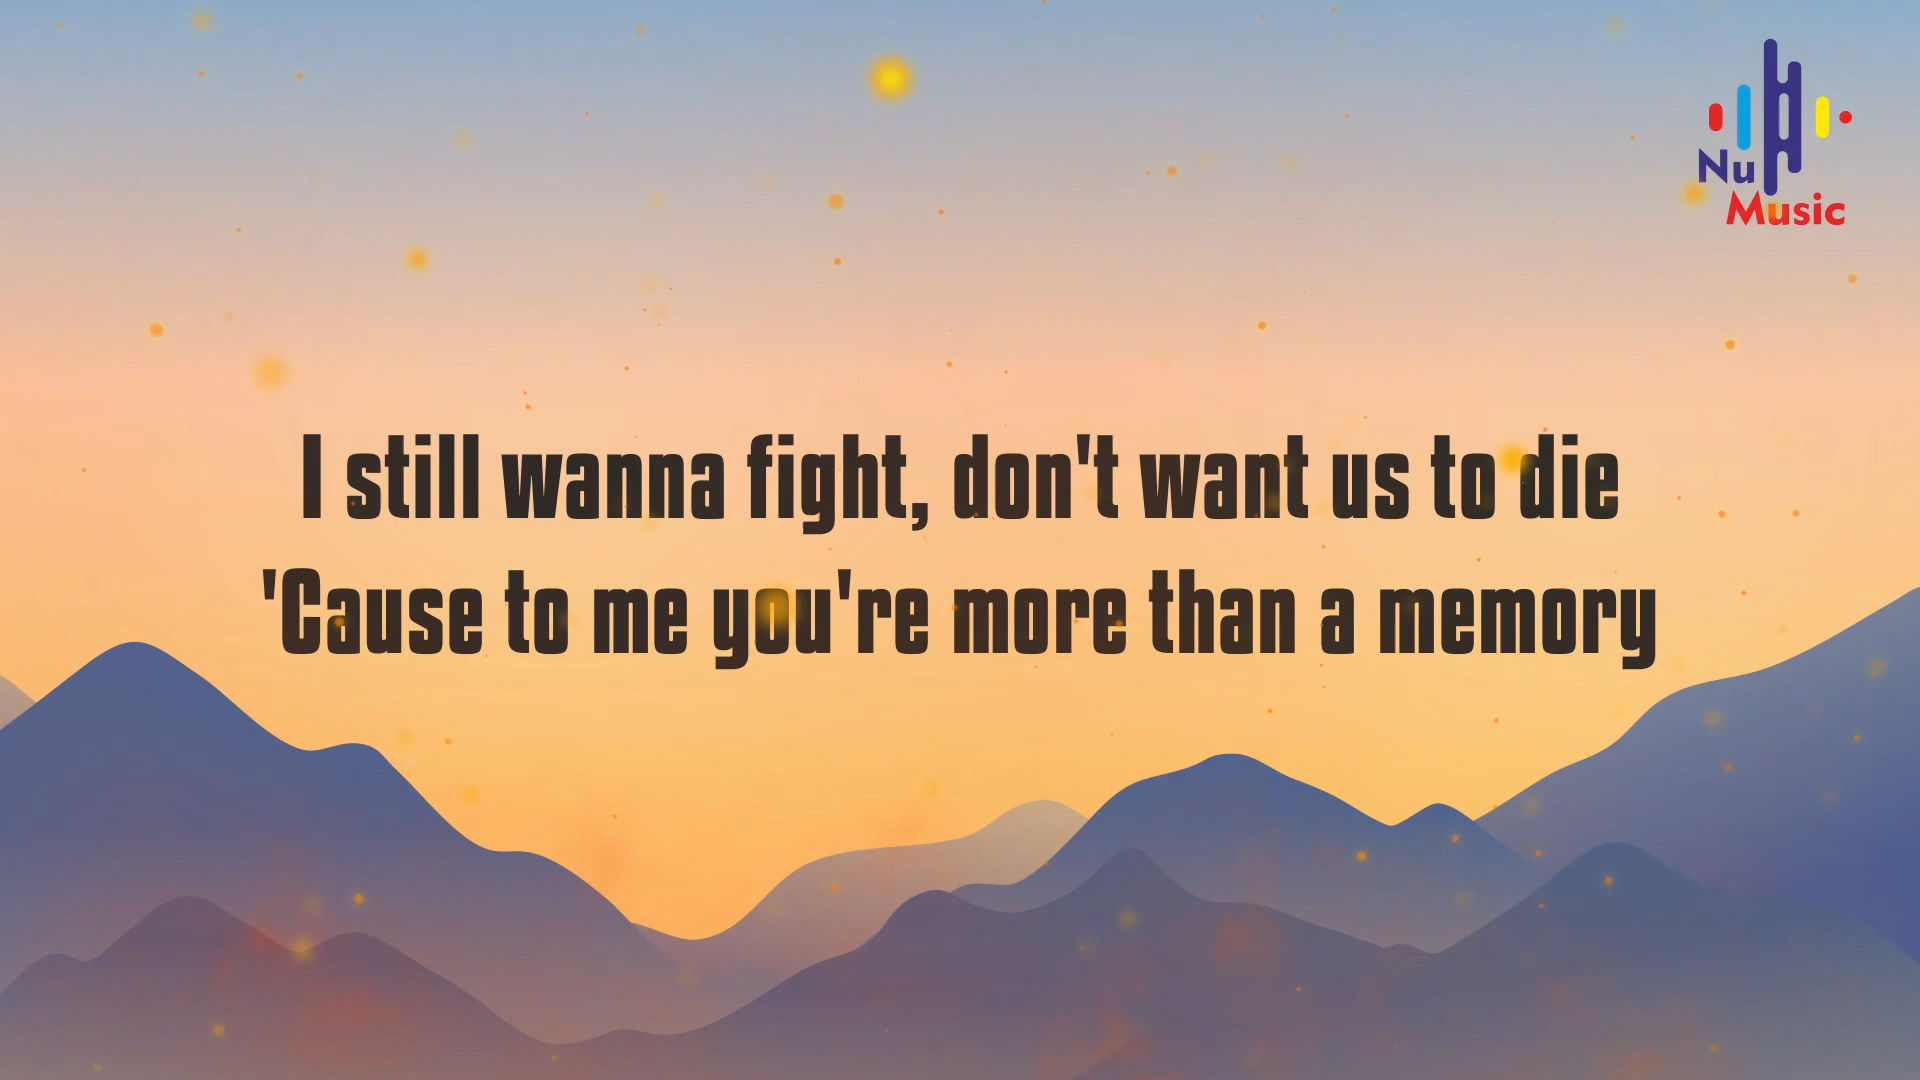 Nu
Music
I still wanna fight, don't want us to die
'Cause to me you're more than a memory